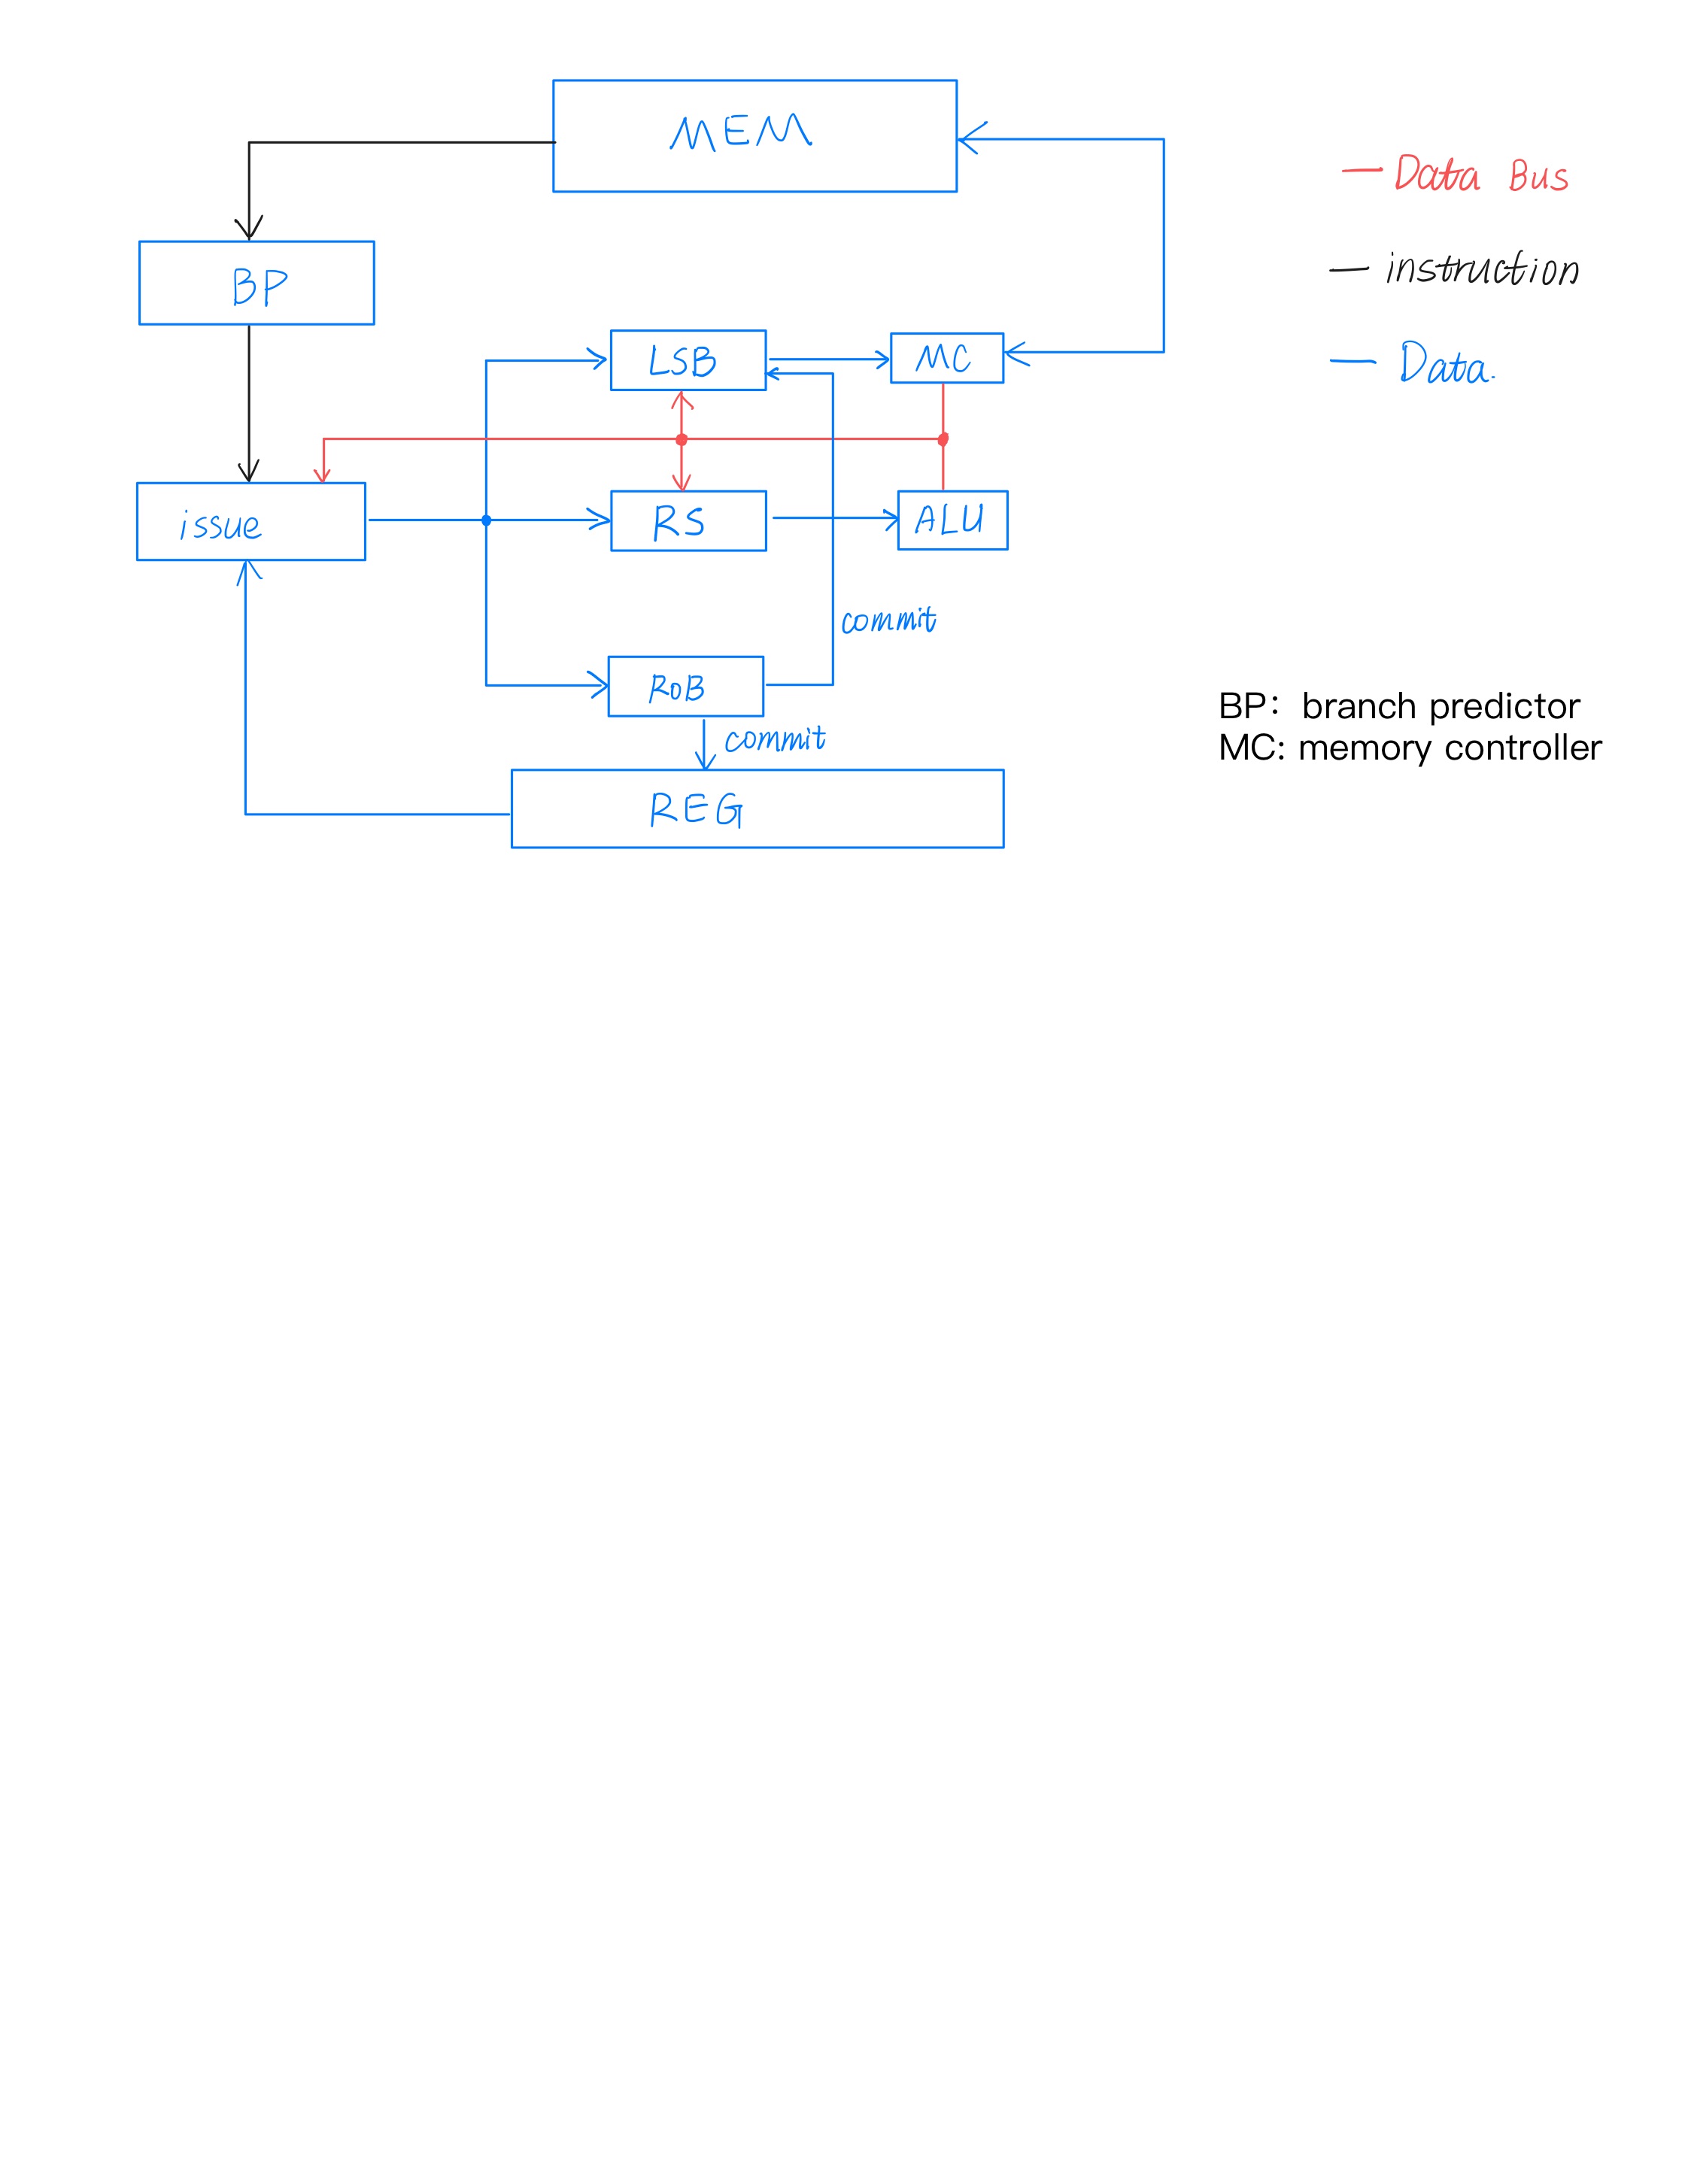 MEM
Data Bus
BP
instruction
LSB
MC
Data.
issue
RS
ALU
commit
RoB
commit
REG
BP: branch predictor
MC: memory controller